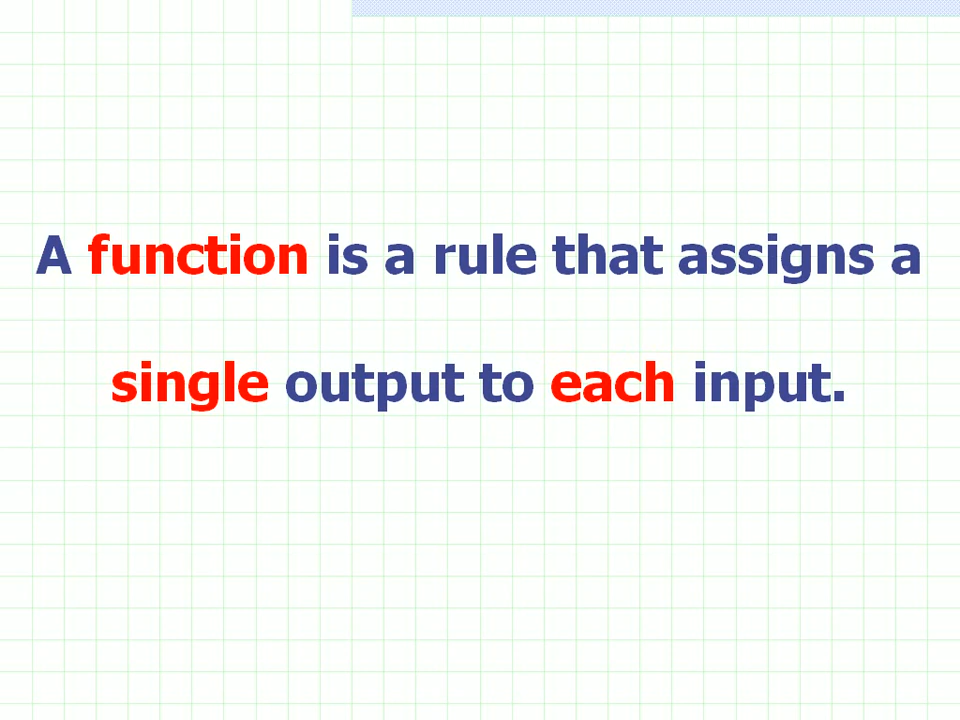 A function is a rule that assigns a
single output to each input.